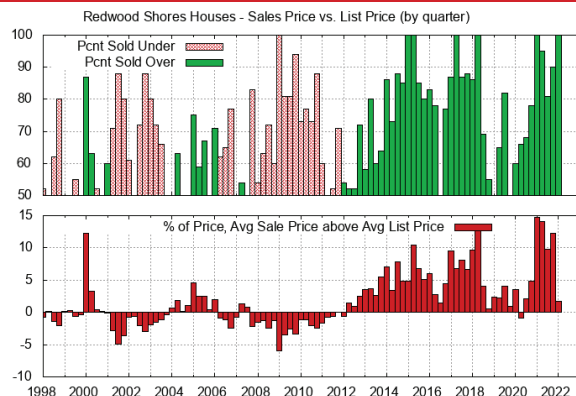 Redwood Shores Houses - Sales Price vs. List Price (by quarter)
100
90
80
70
60
50
Pcnt Sold Under
Pcnt Sold Over
15
10
5
0
-5
-10
% of Price, Avg Sale Price above Avg List Price
1998 2000 2002 2004 2006 2008 2010 2012 2014 2016 2018 2020 2022